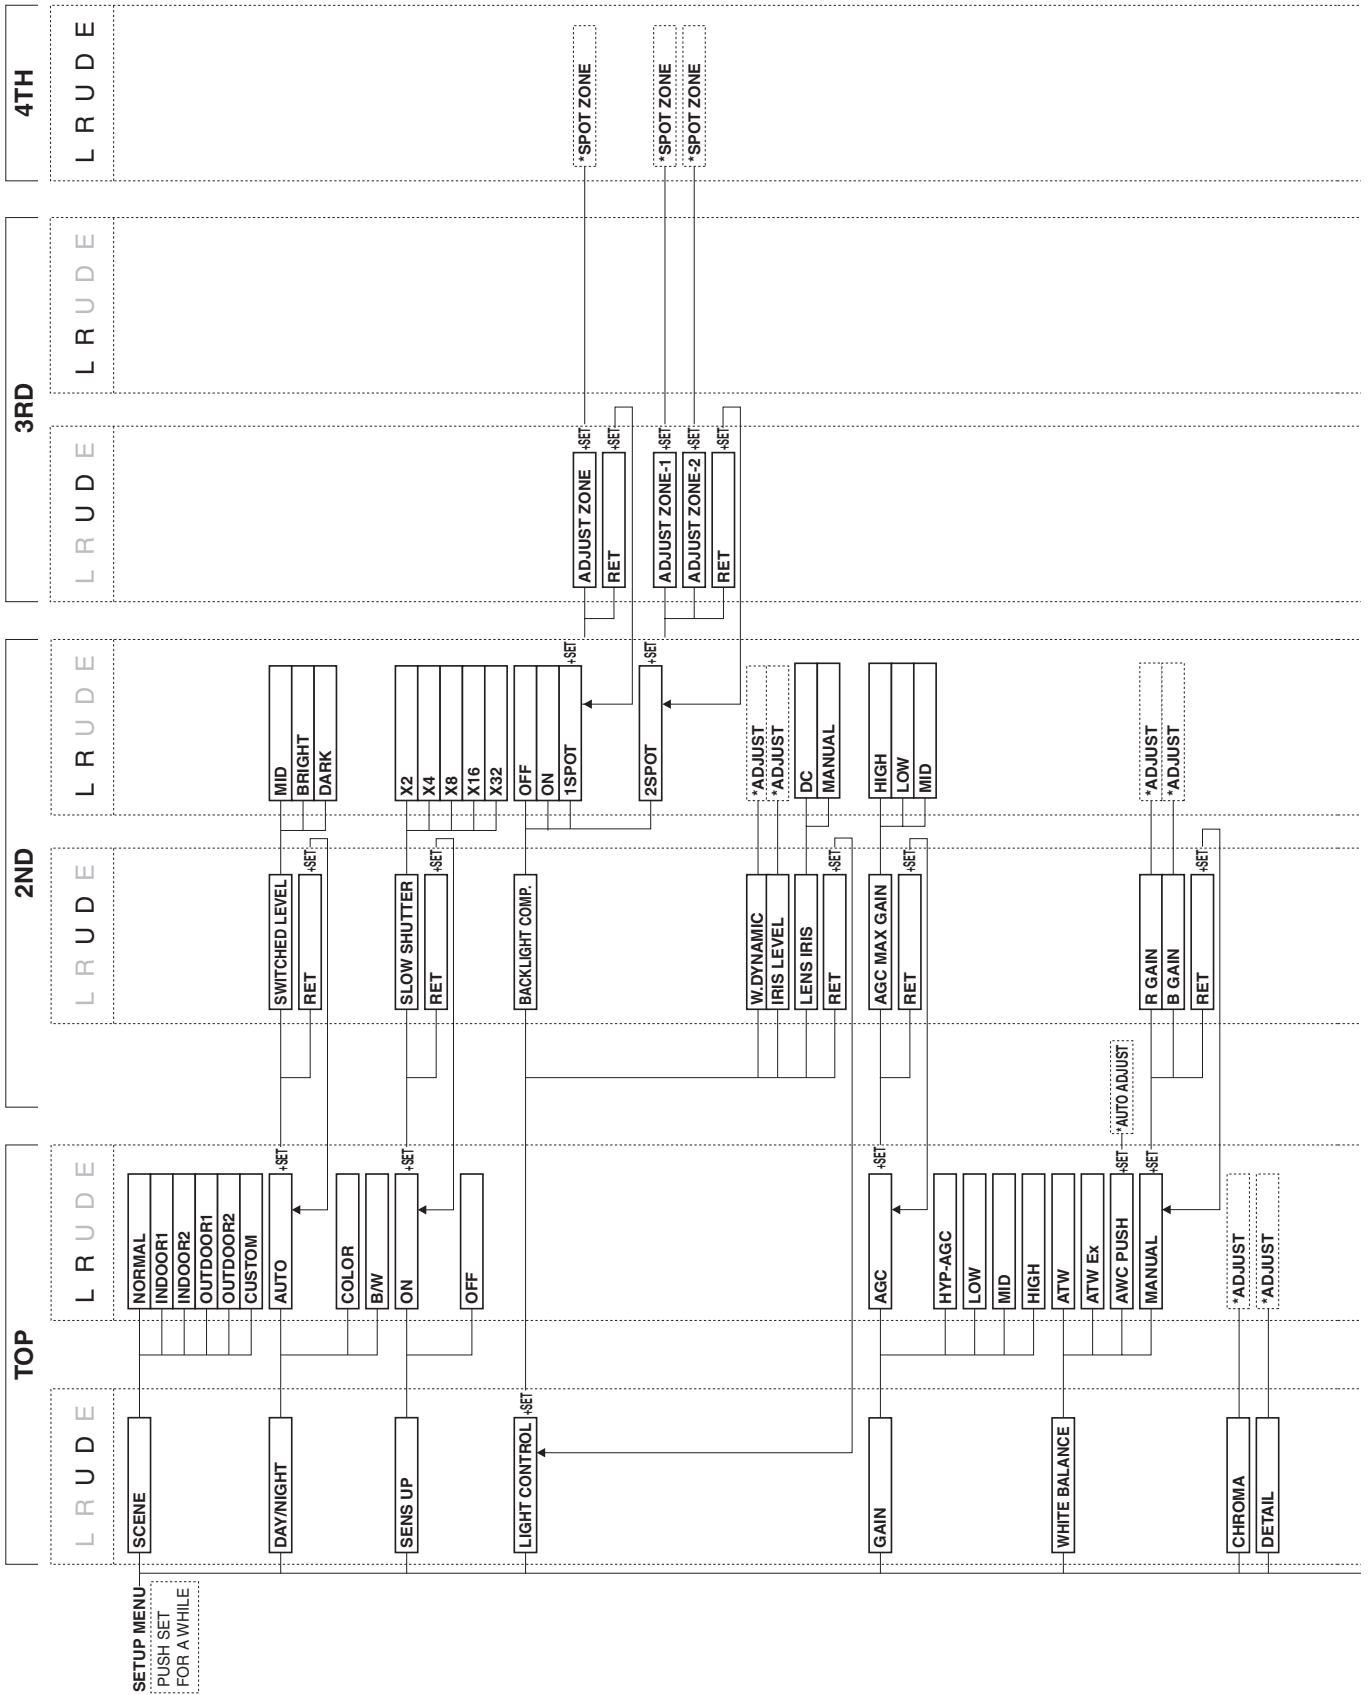 TOP
2ND
3RD
4TH
L R U D E
L R U D E
L R U D E
L R U D E
L R U D E
L R U D E
L R U D E
SETUP MENU
PUSH SET
FOR A WHILE
SCENE
NORMAL
INDOOR1
INDOOR2
OUTDOOR1
OUTDOOR2
CUSTOM
DAY/NIGHT
AUTO
+SET
SWITCHED LEVEL
MID
BRIGHT
DARK
RET
+SET
COLOR
B/W
SENS UP
ON
+SET
SLOW SHUTTER
X2
X4
X8
X16
X32
RET
+SET
OFF
LIGHT CONTROL
+SET
BACKLIGHT COMP.
OFF
ON
1SPOT
+SET
ADJUST ZONE
+SET
*SPOT ZONE
RET
+SET
2SPOT
+SET
ADJUST ZONE-1
+SET
*SPOT ZONE
ADJUST ZONE-2
+SET
*SPOT ZONE
RET
+SET
W.DYNAMIC
*ADJUST
IRIS LEVEL
*ADJUST
LENS IRIS
DC
MANUAL
RET
+SET
GAIN
AGC
+SET
AGC MAX GAIN
HIGH
LOW
MID
RET
+SET
HYP-AGC
LOW
MID
HIGH
WHITE BALANCE
ATW
ATW Ex
AWC PUSH
+SET
*AUTO ADJUST
MANUAL
+SET
R GAIN
*ADJUST
B GAIN
*ADJUST
RET
+SET
CHROMA
*ADJUST
DETAIL
*ADJUST